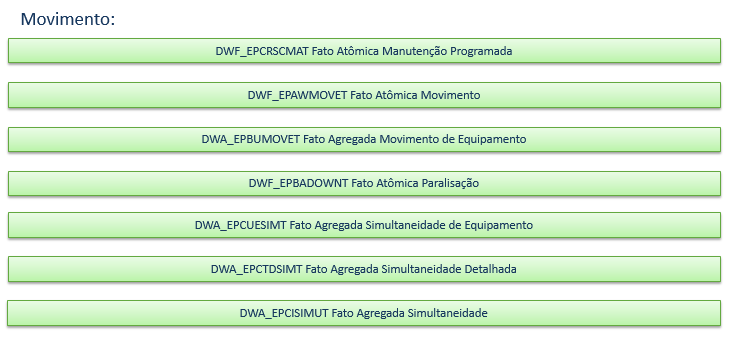 Movimento:
DWF_EPCRSCMAT Fato Atômica Manutenção Programada
DWF_EPAWMOVET Fato Atômica Movimento
DWA_EPBUMOVET Fato Agregada Movimento de Equipamento
DWF_EPBADOWNT Fato Atômica Paralisação
DWA_EPCUESIMT Fato Agregada Simultaneidade de Equipamento
DWA_EPCTDSIMT Fato Agregada Simultaneidade Detalhada
DWA_EPCISIMUT Fato Agregada Simultaneidade